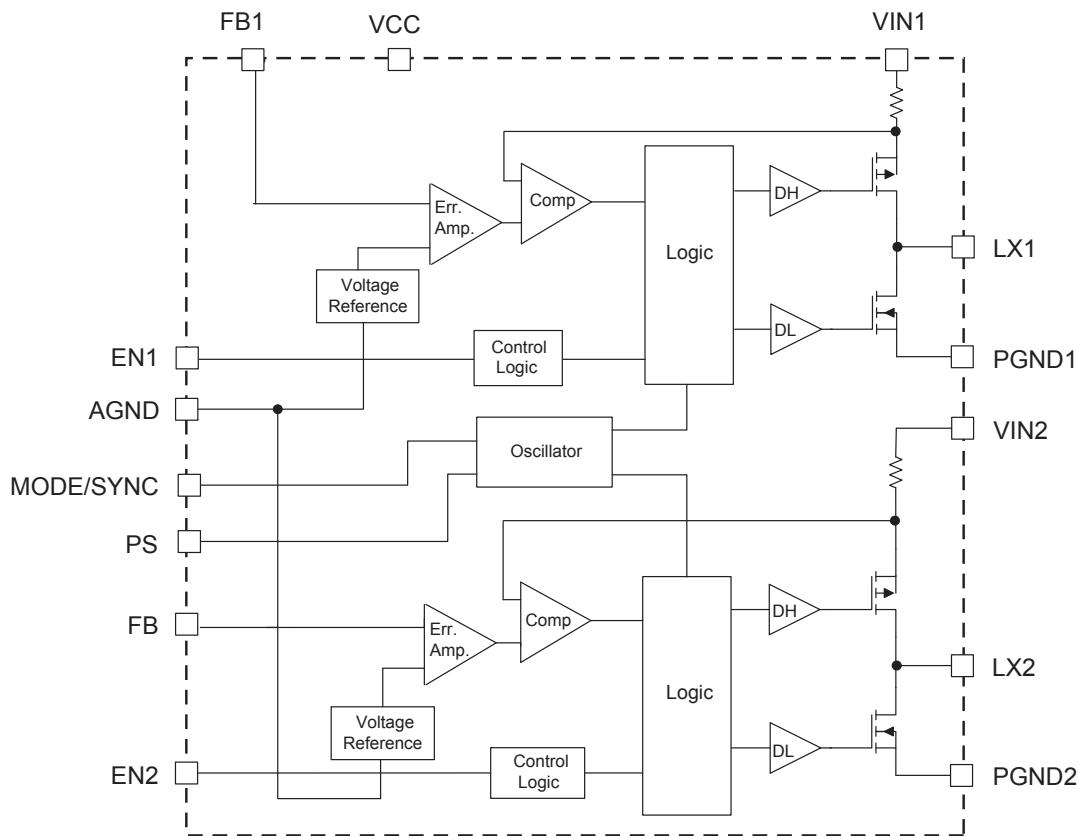 FB1
VCC
VIN1
Err.
Amp.
Comp
Logic
DH
LX1
Voltage
Reference
DL
EN1
Control
Logic
PGND1
AGND
VIN2
Oscillator
MODE/SYNC
PS
FB
Err.
Amp.
Comp
DH
Logic
LX2
Voltage
Reference
DL
EN2
Control
Logic
PGND2